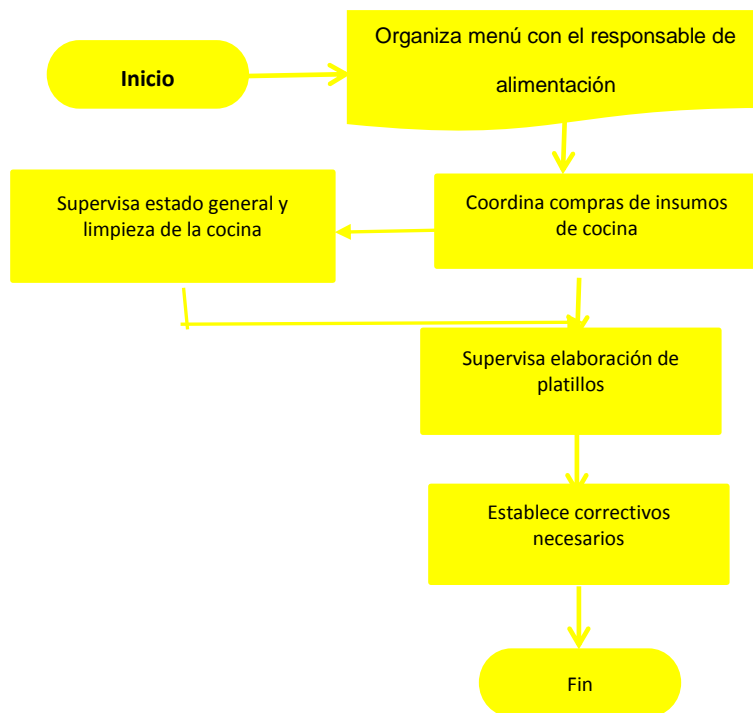 Inicio
Organiza menú con el responsable de
alimentación
Coordina compras de insumos
de cocina
Supervisa estado general y
limpieza de la cocina
Supervisa elaboración de
platillos
Establece correctivos
necesarios
Fin